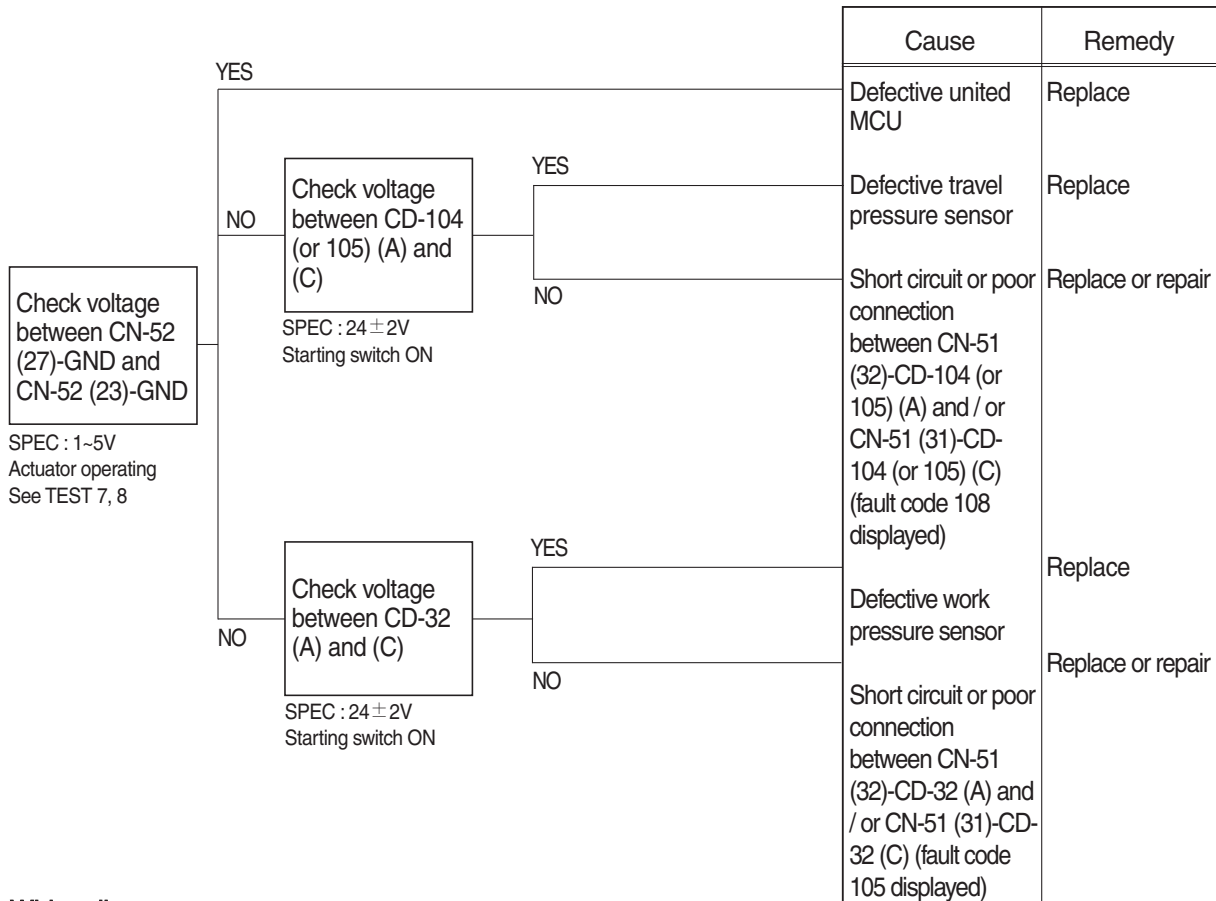 Cause
Remedy
YES
Defective united
MCU
Replace
Check voltage
between CD-104
(or 105) (A) and
(C)
NO
YES
Defective travel
pressure sensor
Replace
NO
SPEC : 24±2V
Starting switch ON
Short circuit or poor
connection
between CN-51
(32)-CD-104 (or
105) (A) and / or
CN-51 (31)-CD-
104 (or 105) (C)
(fault code 108
displayed)
Replace or repair
Check voltage
between CN-52
(27)-GND and
CN-52 (23)-GND
SPEC : 1~5V
Actuator operating
See TEST 7, 8
YES
Check voltage
between CD-32
(A) and (C)
NO
Replace
Defective work
pressure sensor
NO
Replace or repair
SPEC : 24±2V
Starting switch ON
Short circuit or poor
connection
between CN-51
(32)-CD-32 (A) and
/ or CN-51 (31)-CD-
32 (C) (fault code
105 displayed)